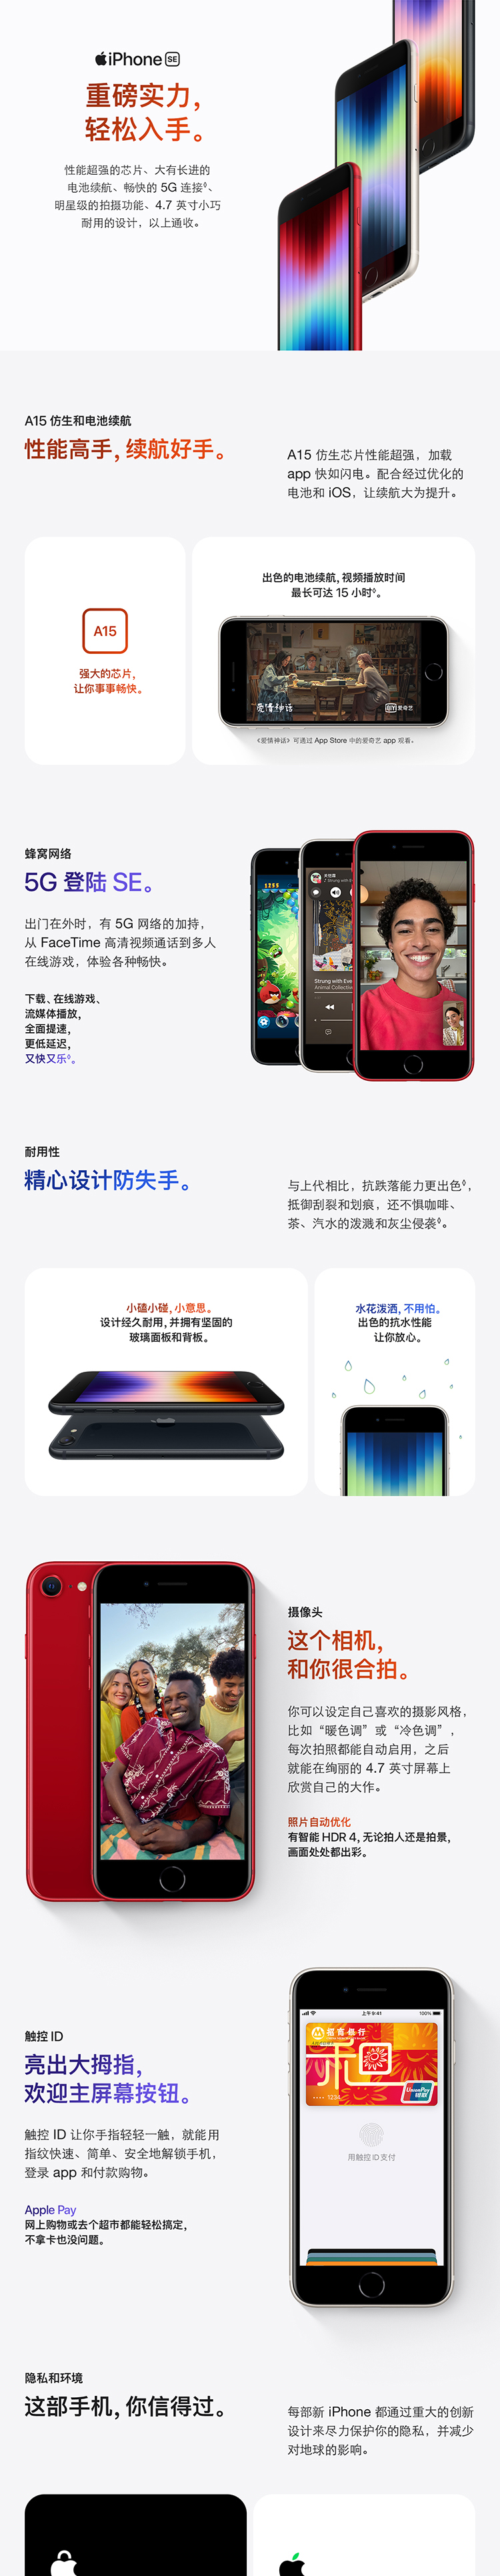 iPhone SE
重磅实力，
轻松入手。
性能超强的芯片、大有长进的
电池续航、畅快的 5G 连接◊、
明星级的拍摄功能、4.7 英寸小巧
耐用的设计，以上通收。
A15 仿生和电池续航
性能高手，续航好手。
A15 仿生芯片性能超强，加载
app 快如闪电。配合经过优化的
电池和 iOS，让续航大为提升。
A15
强大的芯片，
让你事事畅快。
出色的电池续航，视频播放时间
最长可达 15 小时◊。
爱情神话
爱奇艺
《爱情神话》可通过 App Store 中的爱奇艺 app 观看。
蜂窝网络
5G 登陆 SE。
出门在外时，有 5G 网络的加持，
从 FaceTime 高清视频通话到多人
在线游戏，体验各种畅快。
下载、在线游戏、
流媒体播放，
全面提速，
更低延迟，
又快又乐◊。
1255
Strung with Eve
Animal Collectiv
耐用性
精心设计防失手。
与上代相比，抗跌落能力更出色◊，
抵御刮裂和划痕，还不惧咖啡、
茶、汽水的泼溅和灰尘侵袭◊。
小磕小碰，小意思。
设计经久耐用，并拥有坚固的
玻璃面板和背板。
水花泼洒，不用怕。
出色的抗水性能
让你放心。
摄像头
这个相机，
和你很合拍。
你可以设定自己喜欢的摄影风格，
比如“暖色调”或“冷色调”，
每次拍照都能自动启用，之后
就能在绚丽的 4.7 英寸屏幕上
欣赏自己的大作。
照片自动优化
有智能 HDR 4，无论拍人还是拍景，
画面处处都出彩。
触控 ID
亮出大拇指，
欢迎主屏幕按钮。
触控 ID 让你手指轻轻一触，就能用
指纹快速、简单、安全地解锁手机，
登录 app 和付款购物。
Apple Pay
网上购物或去个超市都能轻松搞定，
不拿卡也没问题。
上午9:41
100%
招商银行
和
•••• 1234
UnionPay
银联
用触控 ID 支付
隐私和环境
这部手机，你信得过。
每部新 iPhone 都通过重大的创新
设计来尽力保护你的隐私，并减少
对地球的影响。